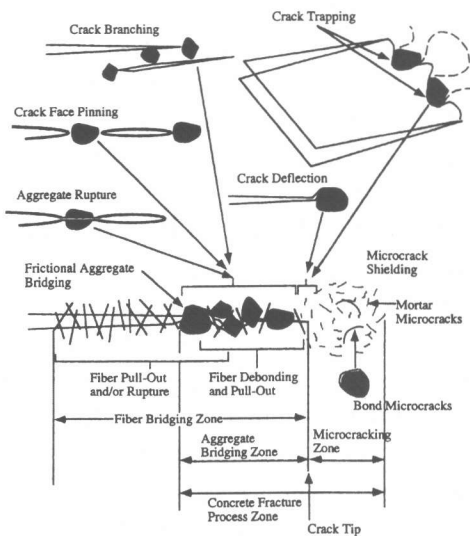 Crack Branching
Crack Trapping
Crack Face Pinning
Crack Deflection
Aggregate Rupture
Microcrack
Shielding
Frictional Aggregate
Bridging
Mortar
Microcracks
Fiber Pull-Out
and/or Rupture
Fiber Debonding
and Pull-Out
Bond Microcracks
Fiber Bridging Zone
Aggregate
Bridging Zone
Microcracking
Zone
Concrete Fracture
Process Zone
Crack Tip